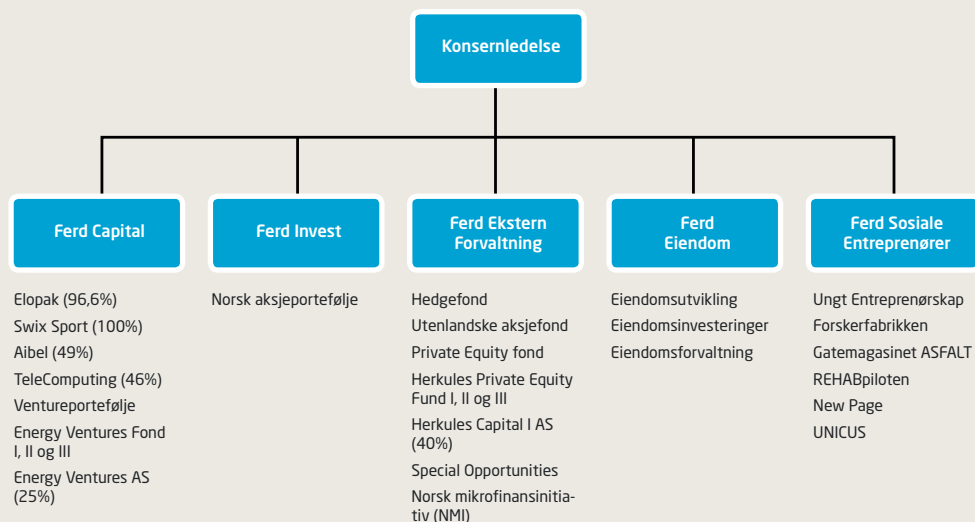 Konsernledelse
Ferd Capital
Elopak (96,6%)
Swix Sport (100%)
Aibel (49%)
TeleComputing (46%)
Ventureportefølje
Energy Ventures Fond
I, II og III
Energy Ventures AS
(25%)
Ferd Invest
Norsk aksjeportefølje
Ferd Ekstern
Forvaltning
Hedgefond
Utenlandske aksjefond
Private Equity fond
Herkules Private Equity
Fund I, II og III
Herkules Capital I AS
(40%)
Special Opportunities
Norsk mikrofinansinitia-
tiv (NMI)
Ferd
Eiendom
Eiendomsutvikling
Eiendomsinvesteringer
Eiendomsforvaltning
Ferd Sosiale
Entreprenører
Ungt Entreprenørskap
Forskerfabrikken
Gatemagasinet ASFALT
REHABpiloten
New Page
UNICUS